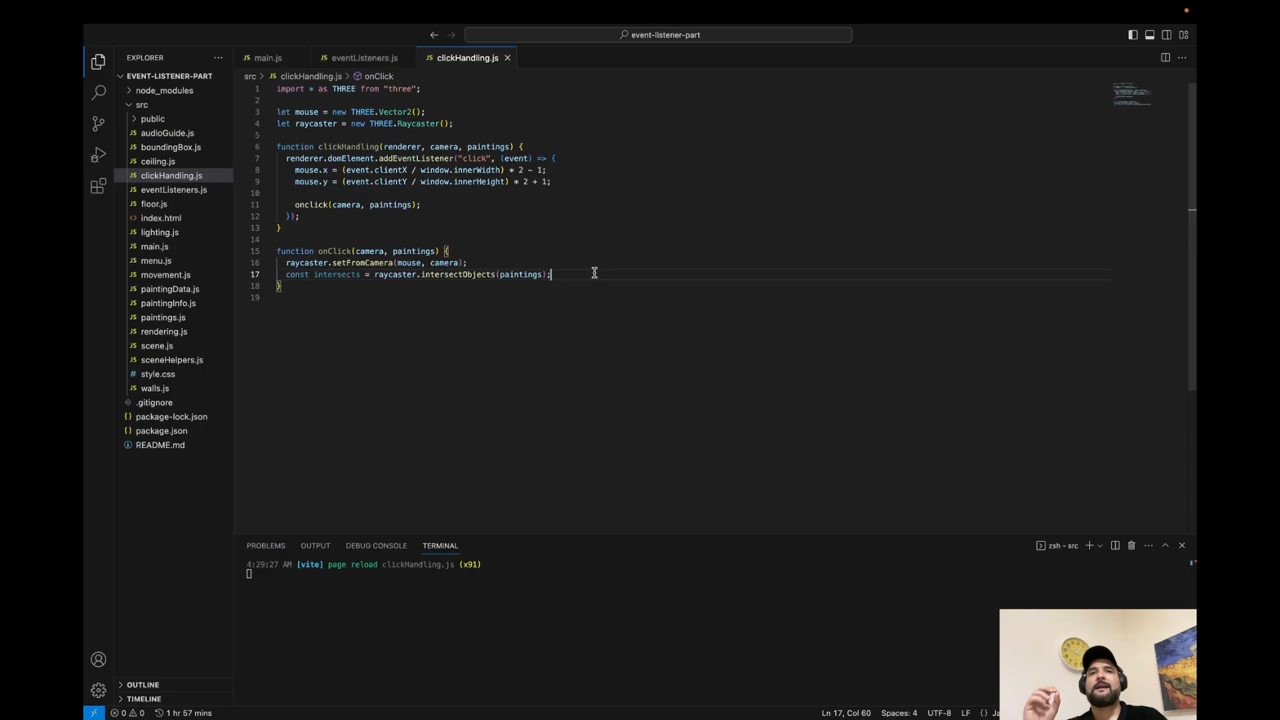 event-listener-part
EXPLORER
main.js
eventListeners.js
clickHandling.js
EVENT-LISTENER-PART
node_modules
src
public
audioGuide.js
boundingBox.js
ceiling.js
clickHandling.js
eventListeners.js
floor.js
index.html
lighting.js
main.js
menu.js
movement.js
paintingData.js
paintingInfo.js
paintings.js
rendering.js
scene.js
sceneHelpers.js
style.css
walls.js
.gitignore
package-lock.json
package.json
README.md
OUTLINE
TIMELINE
src > JS clickHandling.js > onClick
1 import * as THREE from "three";
2
3 let mouse = new THREE.Vector2();
4 let raycaster = new THREE.Raycaster();
5
6 function clickHandling(renderer, camera, paintings) {
7 renderer.domElement.addEventListener("click", (event) => {
8 mouse.x = (event.clientX / window.innerWidth) * 2 - 1;
9 mouse.y = (event.clientY / window.innerHeight) * 2 + 1;
10
11 onclick(camera, paintings);
12 });
13 }
14
15 function onClick(camera, paintings) {
16 raycaster.setFromCamera(mouse, camera);
17 const intersects = raycaster.intersectObjects(paintings);
18 }
19
PROBLEMS OUTPUT DEBUG CONSOLE TERMINAL
zsh - src
4:29:27 AM [vite] page reload clickHandling.js (x91)
0 0 1 hr 57 mins
Ln 17, Col 60 Spaces: 4 UTF-8 LF